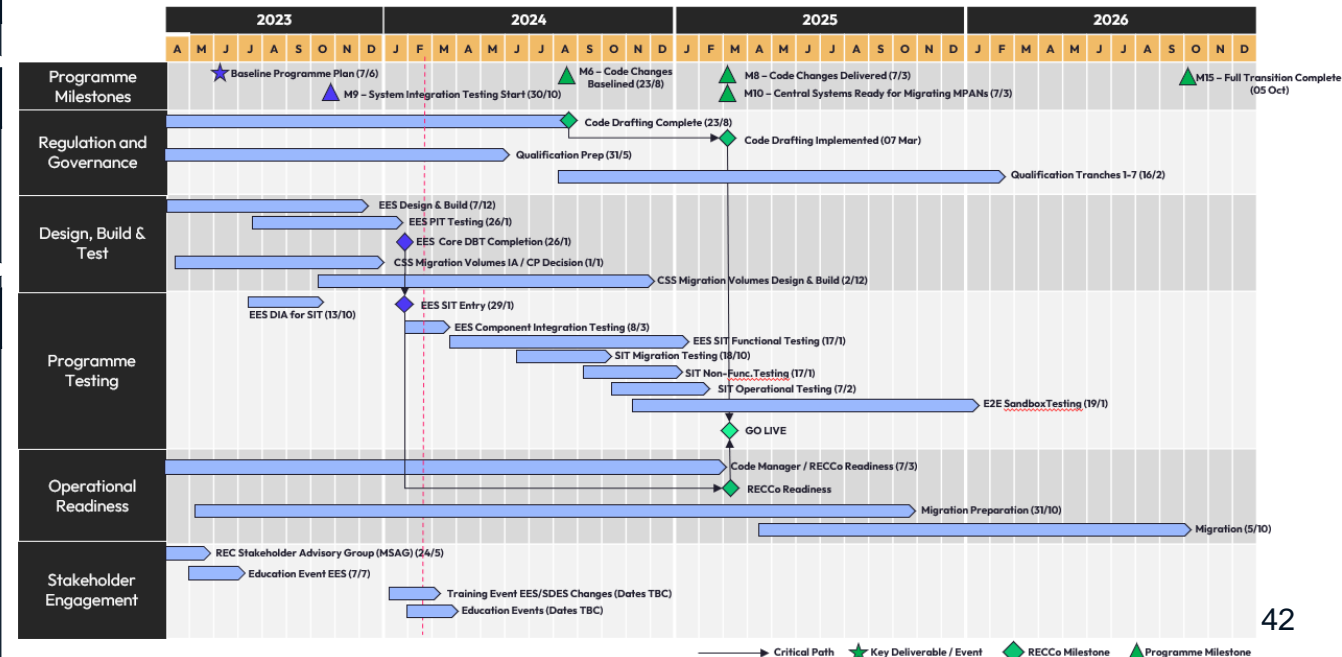 2023 2024 2025 2026
A M J J A S O N D J F M A M J J A S O N D J F M A M J J A S O N D J F M A M J J A S O N D
Programme
Milestones
Baseline Programme Plan (7/6)
M9 – System Integration Testing Start (30/10)
M6 – Code Changes
Baselined (23/8)
M8 – Code Changes Delivered (7/3)
M10 – Central Systems Ready for Migrating MPANs (7/3)
M15 – Full Transition Complete
(05 Oct)
Regulation and
Governance
Code Drafting Complete (23/8)
Code Drafting Implemented (07 Mar)
Qualification Prep (31/5)
Qualification Tranches 1-7 (16/2)
Design, Build &
Test
EES Design & Build (7/12)
EES PIT Testing (26/1)
EES Core DBT Completion (26/1)
CSS Migration Volumes IA / CP Decision (1/1)
CSS Migration Volumes Design & Build (2/12)
Programme
Testing
EES DIA for SIT (13/10)
EES SIT Entry (29/1)
EES Component Integration Testing (8/3)
EES SIT Functional Testing (17/1)
SIT Migration Testing (18/10)
SIT Non-Func.Testing (17/1)
SIT Operational Testing (7/2)
E2E SandboxTesting (19/1)
GO LIVE
Operational
Readiness
Code Manager / RECCo Readiness (7/3)
RECCo Readiness
Migration Preparation (31/10)
Migration (5/10)
Stakeholder
Engagement
REC Stakeholder Advisory Group (MSAG) (24/5)
Education Event EES (7/7)
Training Event EES/SDES Changes (Dates TBC)
Education Events (Dates TBC)
42
Critical Path Key Deliverable / Event RECCo Milestone Programme Milestone